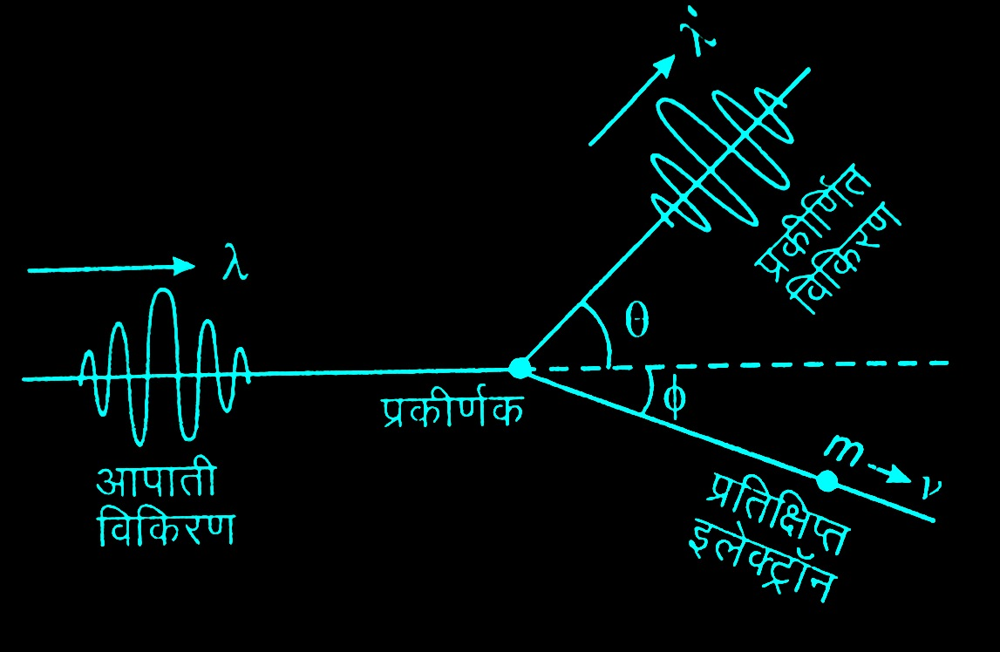 λ
आपाती
विकिरण
प्रकीर्णक
θ
ϕ
प्रकीर्णित
विकिरण
m
ν
प्रतिक्षिप्त
इलेक्ट्रॉन